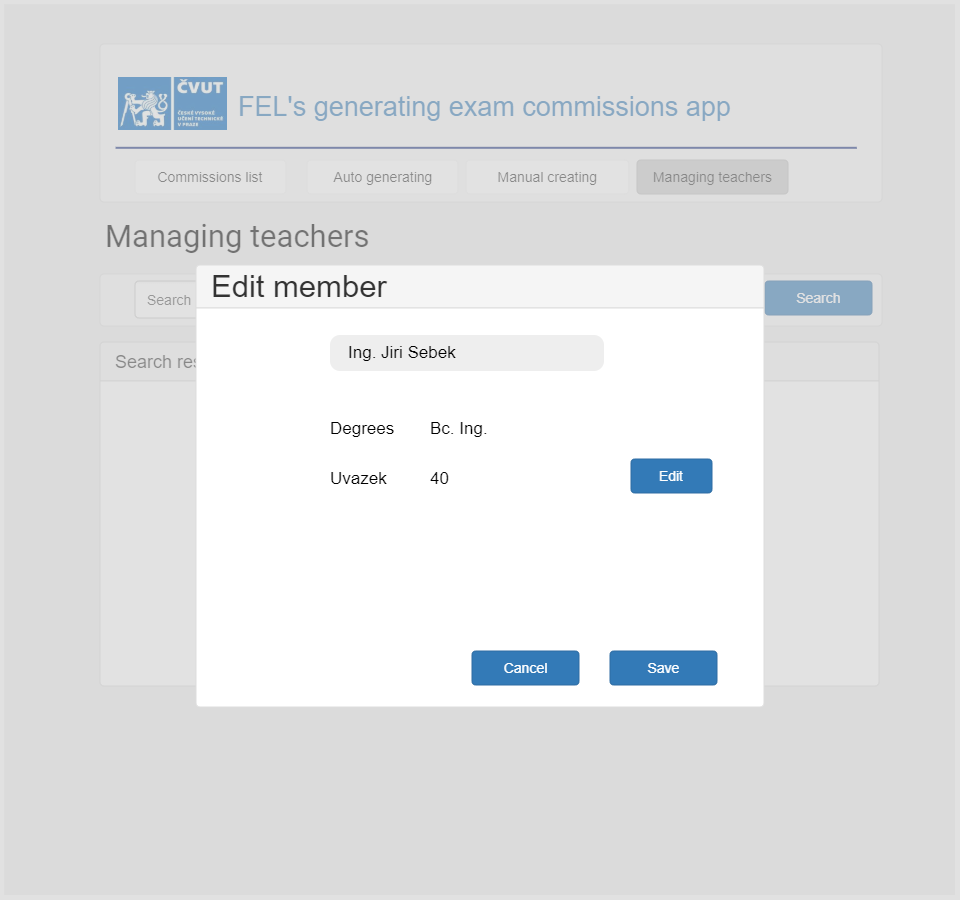 ČVUT
ČESKÉ VYSOKÉ
UČENÍ TECHNICKÉ
V PRAZE
FEL's generating exam commissions app
Commissions list
Auto generating
Manual creating
Managing teachers
Managing teachers
Search
Search
Search res
Edit member
Ing. Jiri Sebek
Degrees
Bc. Ing.
Uvazek
40
Edit
Cancel
Save